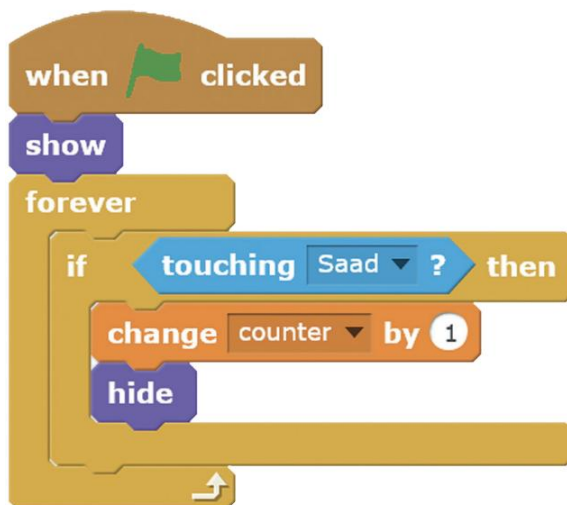 when clicked
show
forever
if touching Saad ? then
change counter by 1
hide